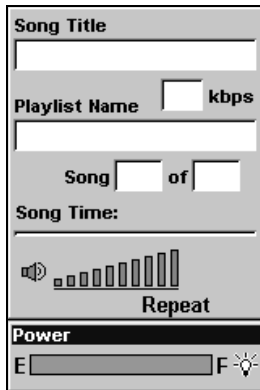 Song Title
kbps
Playlist Name
Song of
Song Time:
Repeat
Power
E F